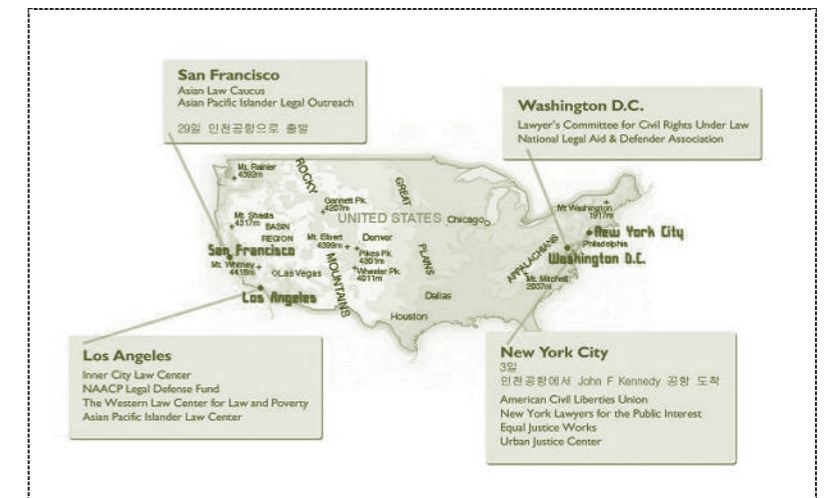 San Francisco
Asian Law Caucus
Asian Pacific Islander Legal Outreach
29일 인천공항으로 출발
Washington D.C.
Lawyer's Committee for Civil Rights Under Law
National Legal Aid & Defender Association
Mt. Rainier
4392m
ROCKY
GREAT
Gannett Pk.
4207m
Mt Washington
1917m
Mt. Shasta
4317m
BASIN
REGION
UNITED STATES
Chicago
New York City
Philadelphia
San Francisco
Mt. Elbert
4399m
Denver
Pikes Pk.
4301m
PLAINS
APPALACHIANS
Washington D.C.
Mt. Whitney
4418m
Las Vegas
MOUNTAINS
Wheeler Pk.
4011m
Mt. Mitchell
2037m
Los Angeles
Dallas
Houston
Los Angeles
Inner City Law Center
NAACP Legal Defense Fund
The Western Law Center for Law and Poverty
Asian Pacific Islander Law Center
New York City
3일
인천공항에서 John F Kennedy 공항 도착
American Civil Liberties Union
New York Lawyers for the Public Interest
Equal Justice Works
Urban Justice Center